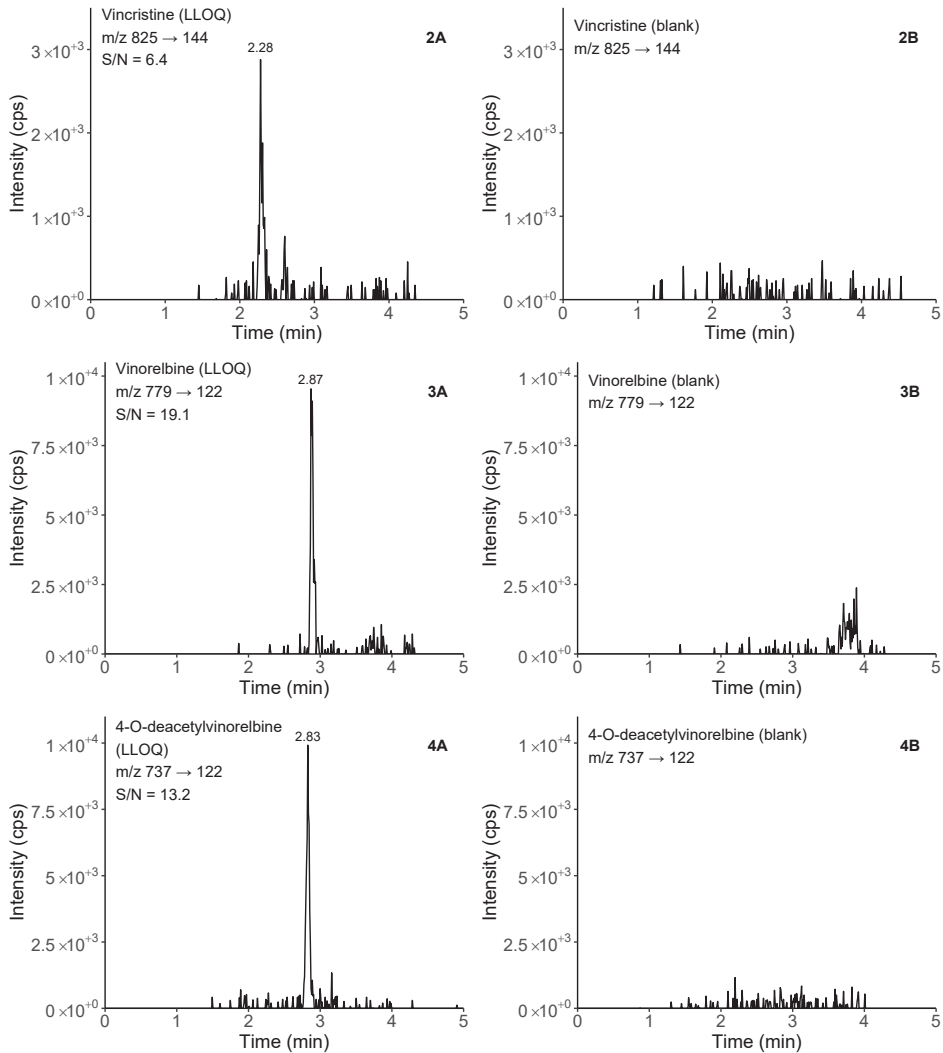 Vincristine (LLOQ)
m/z 825 → 144
S/N = 6.4
2.28
2A
3×10⁺³
2×10⁺³
1×10⁺³
0×10⁺⁰
Intensity (cps)
0 1 2 3 4 5
Time (min)
Vincristine (blank)
m/z 825 → 144
2B
3×10⁺³
2×10⁺³
1×10⁺³
0×10⁺⁰
Intensity (cps)
0 1 2 3 4 5
Time (min)
Vinorelbine (LLOQ)
m/z 779 → 122
S/N = 19.1
2.87
3A
1×10⁺⁴
7.5×10⁺³
5×10⁺³
2.5×10⁺³
0×10⁺⁰
Intensity (cps)
0 1 2 3 4 5
Time (min)
Vinorelbine (blank)
m/z 779 → 122
3B
1×10⁺⁴
7.5×10⁺³
5×10⁺³
2.5×10⁺³
0×10⁺⁰
Intensity (cps)
0 1 2 3 4 5
Time (min)
4-O-deacetylvinorelbine
(LLOQ)
m/z 737 → 122
S/N = 13.2
2.83
4A
1×10⁺⁴
7.5×10⁺³
5×10⁺³
2.5×10⁺³
0×10⁺⁰
Intensity (cps)
0 1 2 3 4 5
Time (min)
4-O-deacetylvinorelbine (blank)
m/z 737 → 122
4B
1×10⁺⁴
7.5×10⁺³
5×10⁺³
2.5×10⁺³
0×10⁺⁰
Intensity (cps)
0 1 2 3 4 5
Time (min)